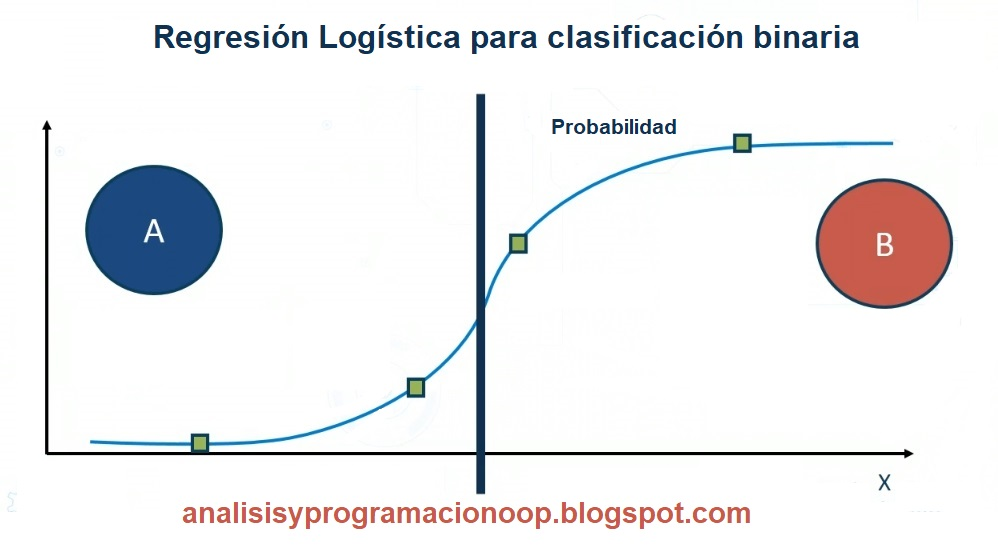 Regresión Logística para clasificación binaria
Probabilidad
A
B
X
analisisyprogramacionoop.blogspot.com